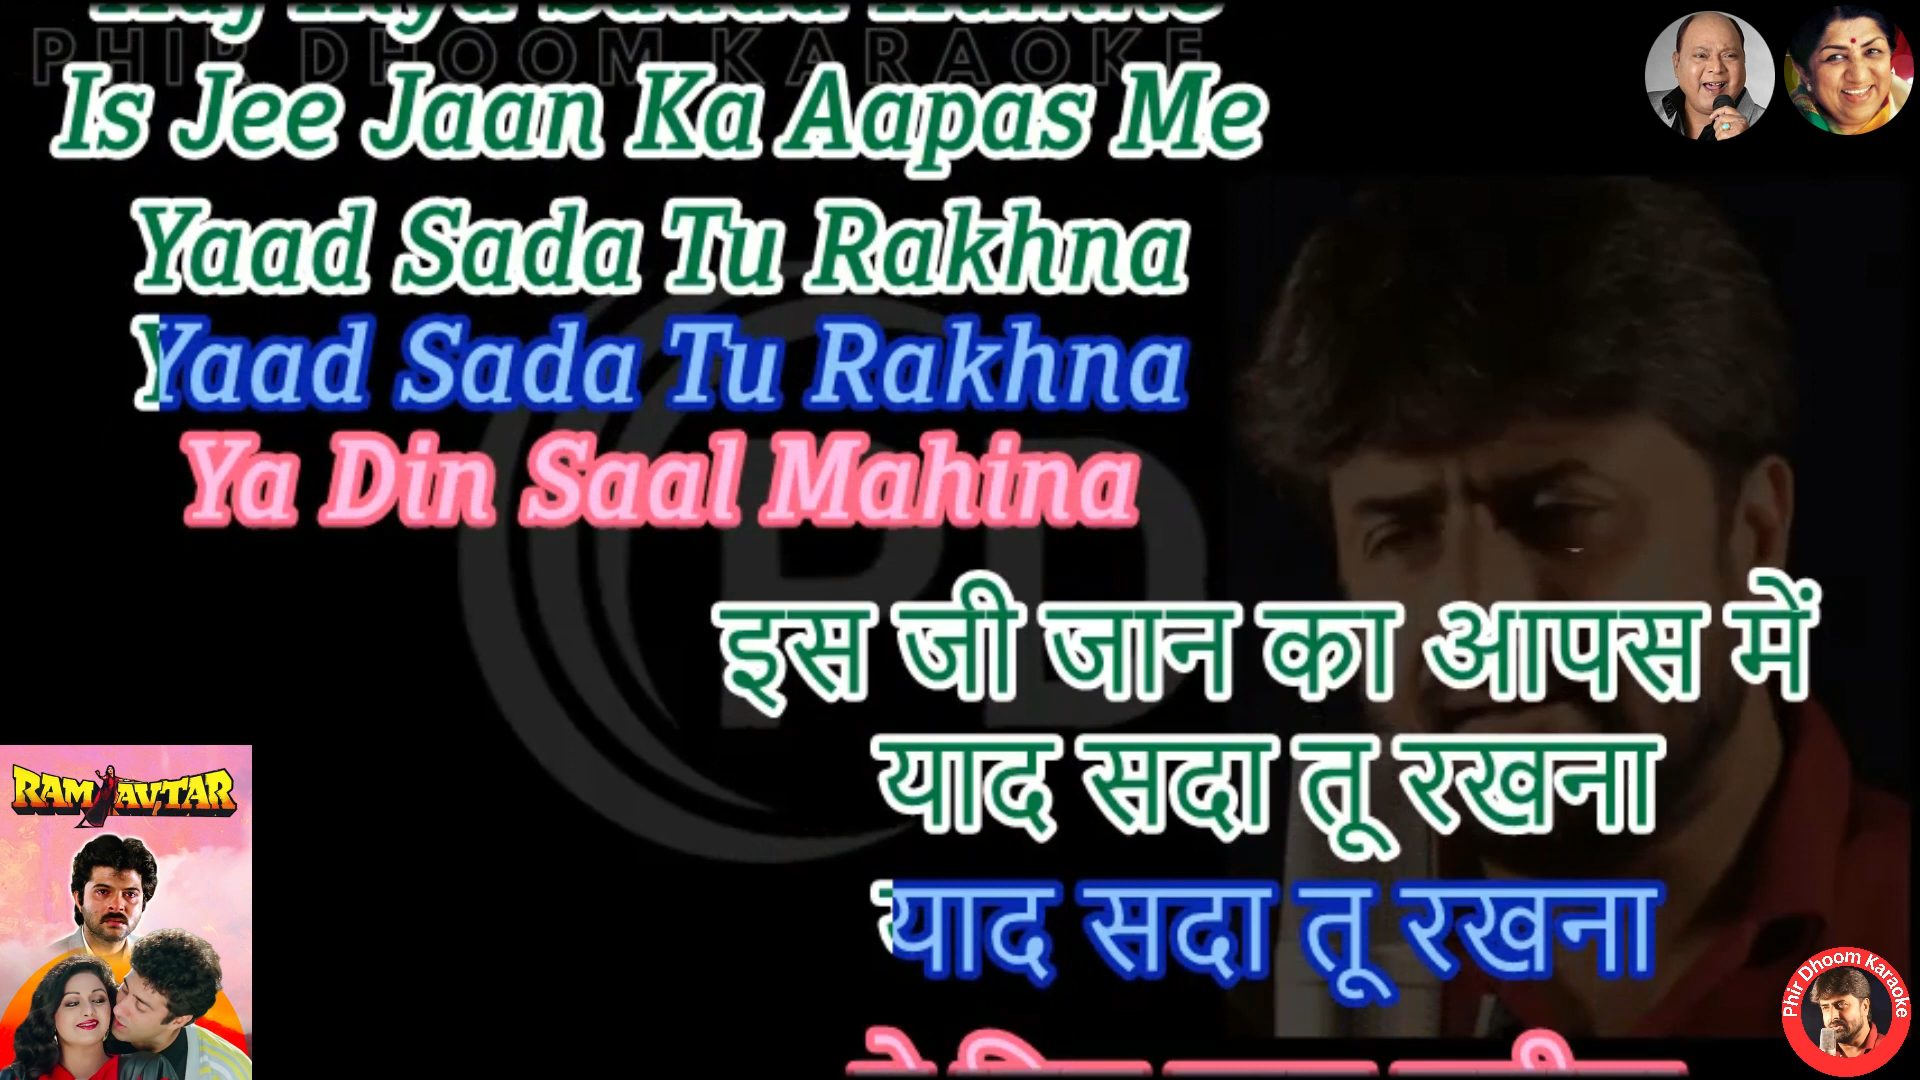 PHIR DHOOM KARAOKE
Is Jee Jaan Ka Aapas Me
Yaad Sada Tu Rakhna
Yaad Sada Tu Rakhna
Ya Din Saal Mahina
PD
इस जी जान का आपस में
याद सदा तू रखना
याद सदा तू रखना
RAM AVTAR
Phir Dhoom Karaoke